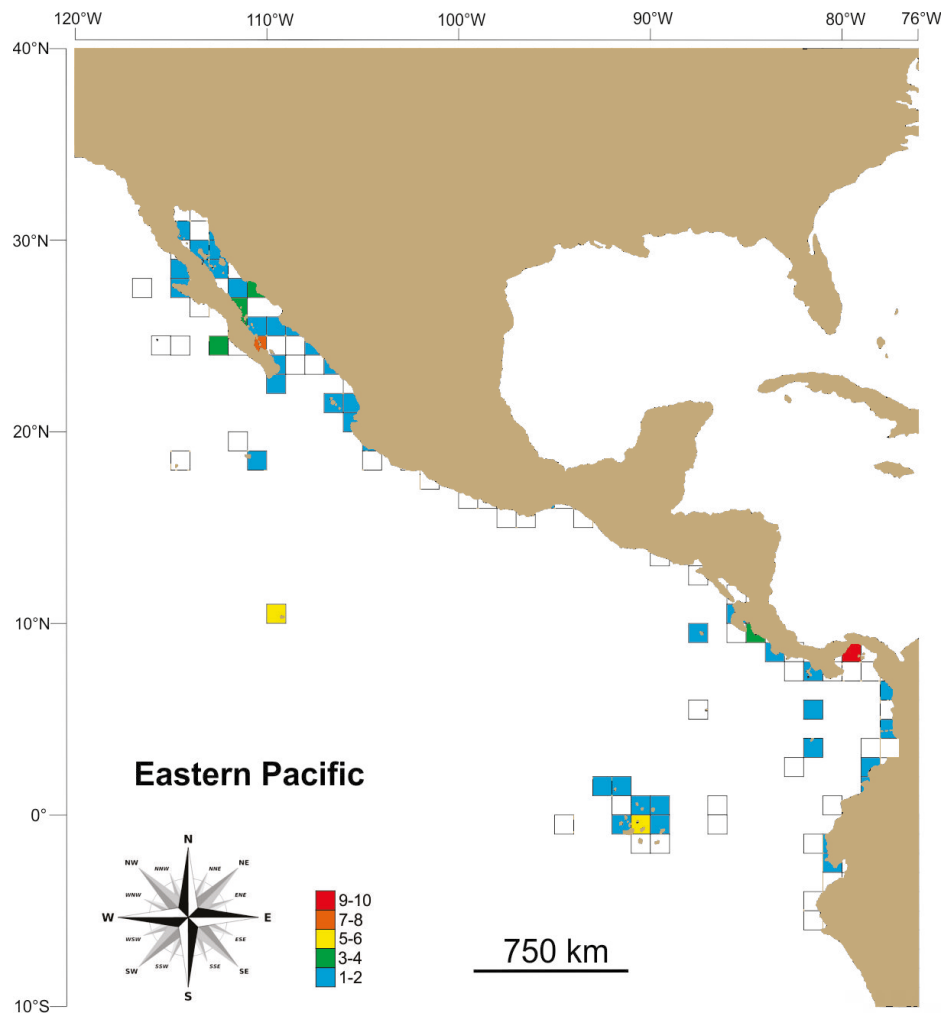 120°W 110°W 100°W 90°W 80°W 76°W
40°N
30°N
20°N
10°N
Eastern Pacific
0°
N
NW NE
NNW NNE
WNW ENE
W E
WSW ESE
SW SE
SSW SSE
S
9-10
7-8
5-6
3-4
1-2
750 km
10°S